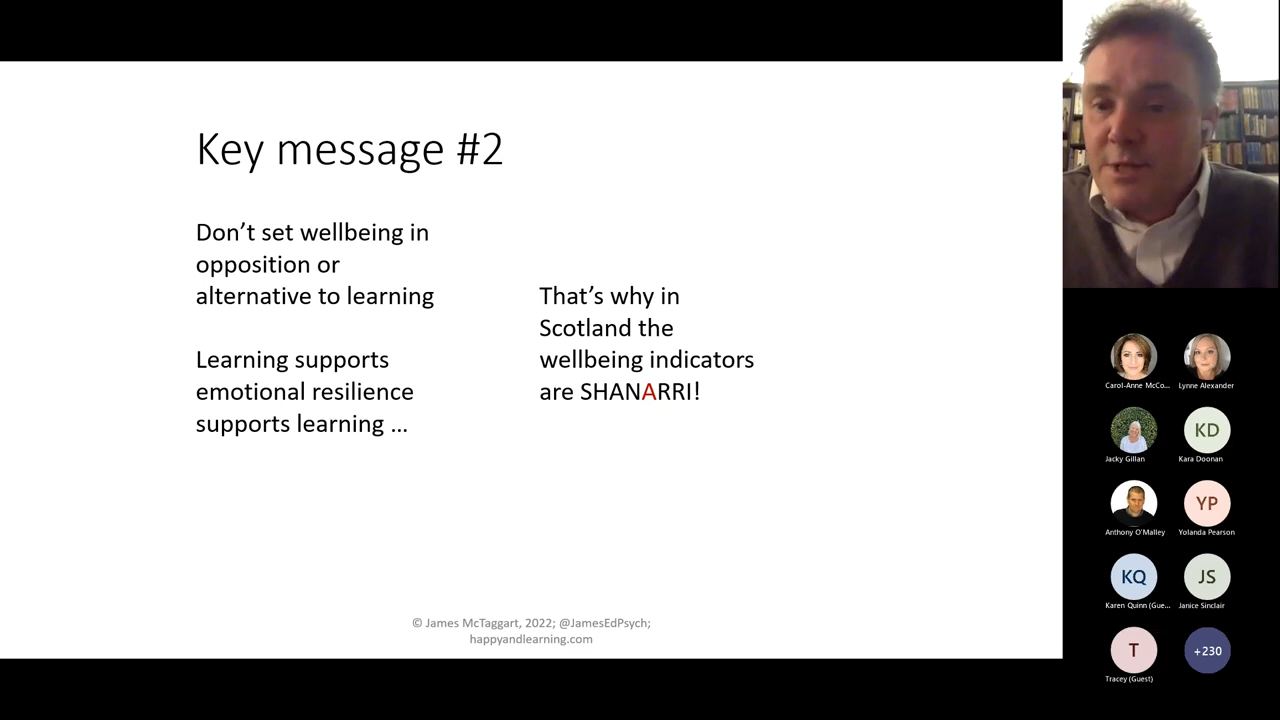 Key message #2
Don't set wellbeing in
opposition or
alternative to learning
Learning supports
emotional resilience
supports learning ...
That's why in
Scotland the
wellbeing indicators
are SHANARRI!
© James McTaggart, 2022; @JamesEdPsych;
happyandlearning.com
Carol-Anne McCo...
Lynne Alexander
Jacky Gillan
KD
Kara Doonan
Anthony O'Malley
YP
Yolanda Pearson
KQ
Karen Quinn (Gue...
JS
Janice Sinclair
T
Tracey (Guest)
+230